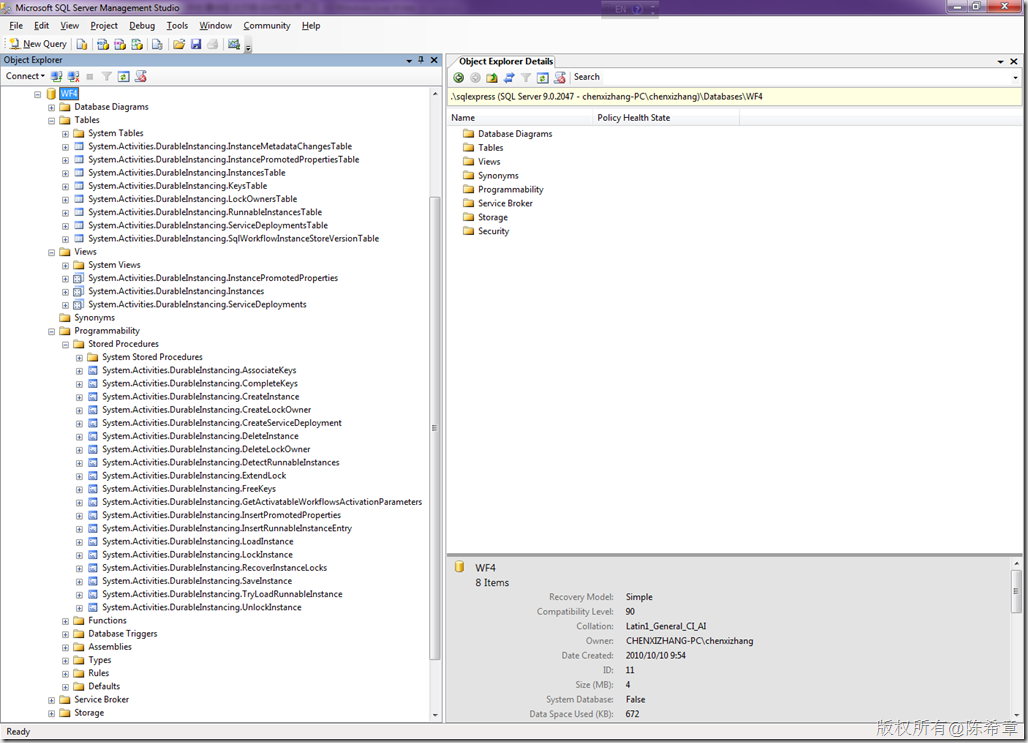 Microsoft SQL Server Management Studio
EN
File Edit View Project Debug Tools Window Community Help
New Query
Object Explorer
Connect
WF4
Database Diagrams
Tables
System Tables
System.Activities.DurableInstancing.InstanceMetadataChangesTable
System.Activities.DurableInstancing.InstancePromotedPropertiesTable
System.Activities.DurableInstancing.InstancesTable
System.Activities.DurableInstancing.KeysTable
System.Activities.DurableInstancing.LockOwnersTable
System.Activities.DurableInstancing.RunnableInstancesTable
System.Activities.DurableInstancing.ServiceDeploymentsTable
System.Activities.DurableInstancing.SqlWorkflowInstanceStoreVersionTable
Views
System Views
System.Activities.DurableInstancing.InstancePromotedProperties
System.Activities.DurableInstancing.Instances
System.Activities.DurableInstancing.ServiceDeployments
Synonyms
Programmability
Stored Procedures
System Stored Procedures
System.Activities.DurableInstancing.AssociateKeys
System.Activities.DurableInstancing.CompleteKeys
System.Activities.DurableInstancing.CreateInstance
System.Activities.DurableInstancing.CreateLockOwner
System.Activities.DurableInstancing.CreateServiceDeployment
System.Activities.DurableInstancing.DeleteInstance
System.Activities.DurableInstancing.DeleteLockOwner
System.Activities.DurableInstancing.DetectRunnableInstances
System.Activities.DurableInstancing.ExtendLock
System.Activities.DurableInstancing.FreeKeys
System.Activities.DurableInstancing.GetActivatableWorkflowsActivationParameters
System.Activities.DurableInstancing.InsertPromotedProperties
System.Activities.DurableInstancing.InsertRunnableInstanceEntry
System.Activities.DurableInstancing.LoadInstance
System.Activities.DurableInstancing.LockInstance
System.Activities.DurableInstancing.RecoverInstanceLocks
System.Activities.DurableInstancing.SaveInstance
System.Activities.DurableInstancing.TryLoadRunnableInstance
System.Activities.DurableInstancing.UnlockInstance
Functions
Database Triggers
Assemblies
Types
Rules
Defaults
Service Broker
Storage
Object Explorer Details
Search
.\sqlexpress (SQL Server 9.0.2047 - chenxizhang-PC\chenxizhang)\Databases\WF4
Name Policy Health State
Database Diagrams
Tables
Views
Synonyms
Programmability
Service Broker
Storage
Security
WF4
8 Items
Recovery Model: Simple
Compatibility Level: 90
Collation: Latin1_General_CI_AI
Owner: CHENXIZHANG-PC\chenxizhang
Date Created: 2010/10/10 9:54
ID: 11
Size (MB): 4
System Database: False
Data Space Used (KB): 672
Ready
版权所有@陈希章